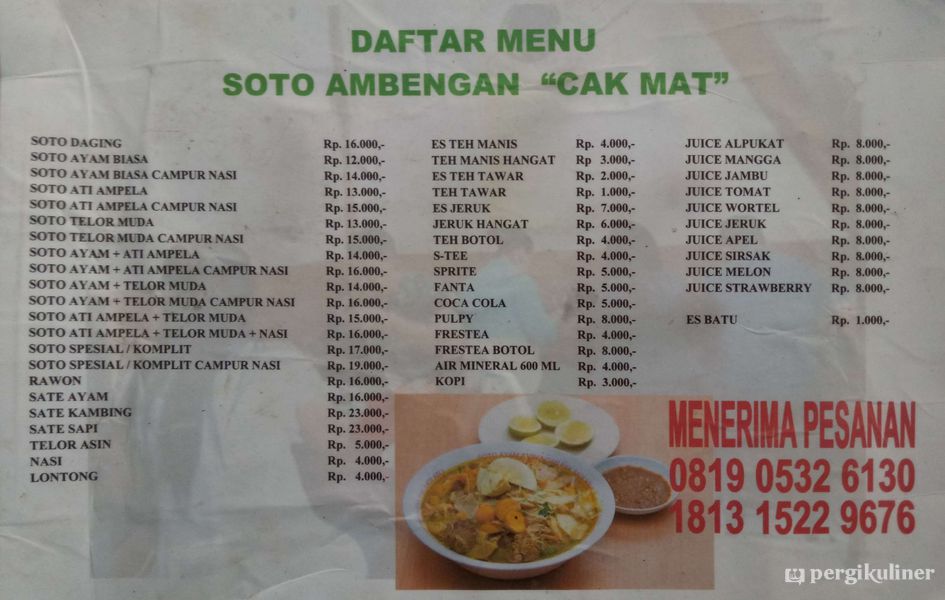 DAFTAR MENU
SOTO AMBENGAN "CAK MAT"
SOTO DAGING Rp. 16.000,-
SOTO AYAM BIASA Rp. 12.000,-
SOTO AYAM BIASA CAMPUR NASI Rp. 14.000,-
SOTO ATI AMPELA Rp. 13.000,-
SOTO ATI AMPELA CAMPUR NASI Rp. 15.000,-
SOTO TELOR MUDA Rp. 13.000,-
SOTO TELOR MUDA CAMPUR NASI Rp. 15.000,-
SOTO AYAM + ATI AMPELA Rp. 14.000,-
SOTO AYAM + ATI AMPELA CAMPUR NASI Rp. 16.000,-
SOTO AYAM + TELOR MUDA Rp. 14.000,-
SOTO AYAM + TELOR MUDA CAMPUR NASI Rp. 16.000,-
SOTO ATI AMPELA + TELOR MUDA Rp. 15.000,-
SOTO ATI AMPELA + TELOR MUDA + NASI Rp. 16.000,-
SOTO SPESIAL / KOMPLIT Rp. 17.000,-
SOTO SPESIAL / KOMPLIT CAMPUR NASI Rp. 19.000,-
RAWON Rp. 16.000,-
SATE AYAM Rp. 16.000,-
SATE KAMBING Rp. 23.000,-
SATE SAPI Rp. 23.000,-
TELOR ASIN Rp. 5.000,-
NASI Rp. 4.000,-
LONTONG Rp. 4.000,-
ES TEH MANIS Rp. 4.000,-
TEH MANIS HANGAT Rp 3.000,-
ES TEH TAWAR Rp. 2.000,-
TEH TAWAR Rp. 1.000,-
ES JERUK Rp. 7.000,-
JERUK HANGAT Rp. 6.000,-
TEH BOTOL Rp. 4.000,-
S-TEE Rp. 4.000,-
SPRITE Rp. 5.000,-
FANTA Rp. 5.000,-
COCA COLA Rp. 5.000,-
PULPY Rp. 8.000,-
FRESTEA Rp. 4.000,-
FRESTEA BOTOL Rp. 8.000,-
AIR MINERAL 600 ML Rp. 4.000,-
KOPI Rp. 3.000,-
JUICE ALPUKAT Rp. 8.000,-
JUICE MANGGA Rp. 8.000,-
JUICE JAMBU Rp. 8.000,-
JUICE TOMAT Rp. 8.000,-
JUICE WORTEL Rp. 8.000,-
JUICE JERUK Rp. 8.000,-
JUICE APEL Rp. 8.000,-
JUICE SIRSAK Rp. 8.000,-
JUICE MELON Rp. 8.000,-
JUICE STRAWBERRY Rp. 8.000,-
ES BATU Rp. 1.000,-
MENERIMA PESANAN
0819 0532 6130
1813 1522 9676
pergikuliner